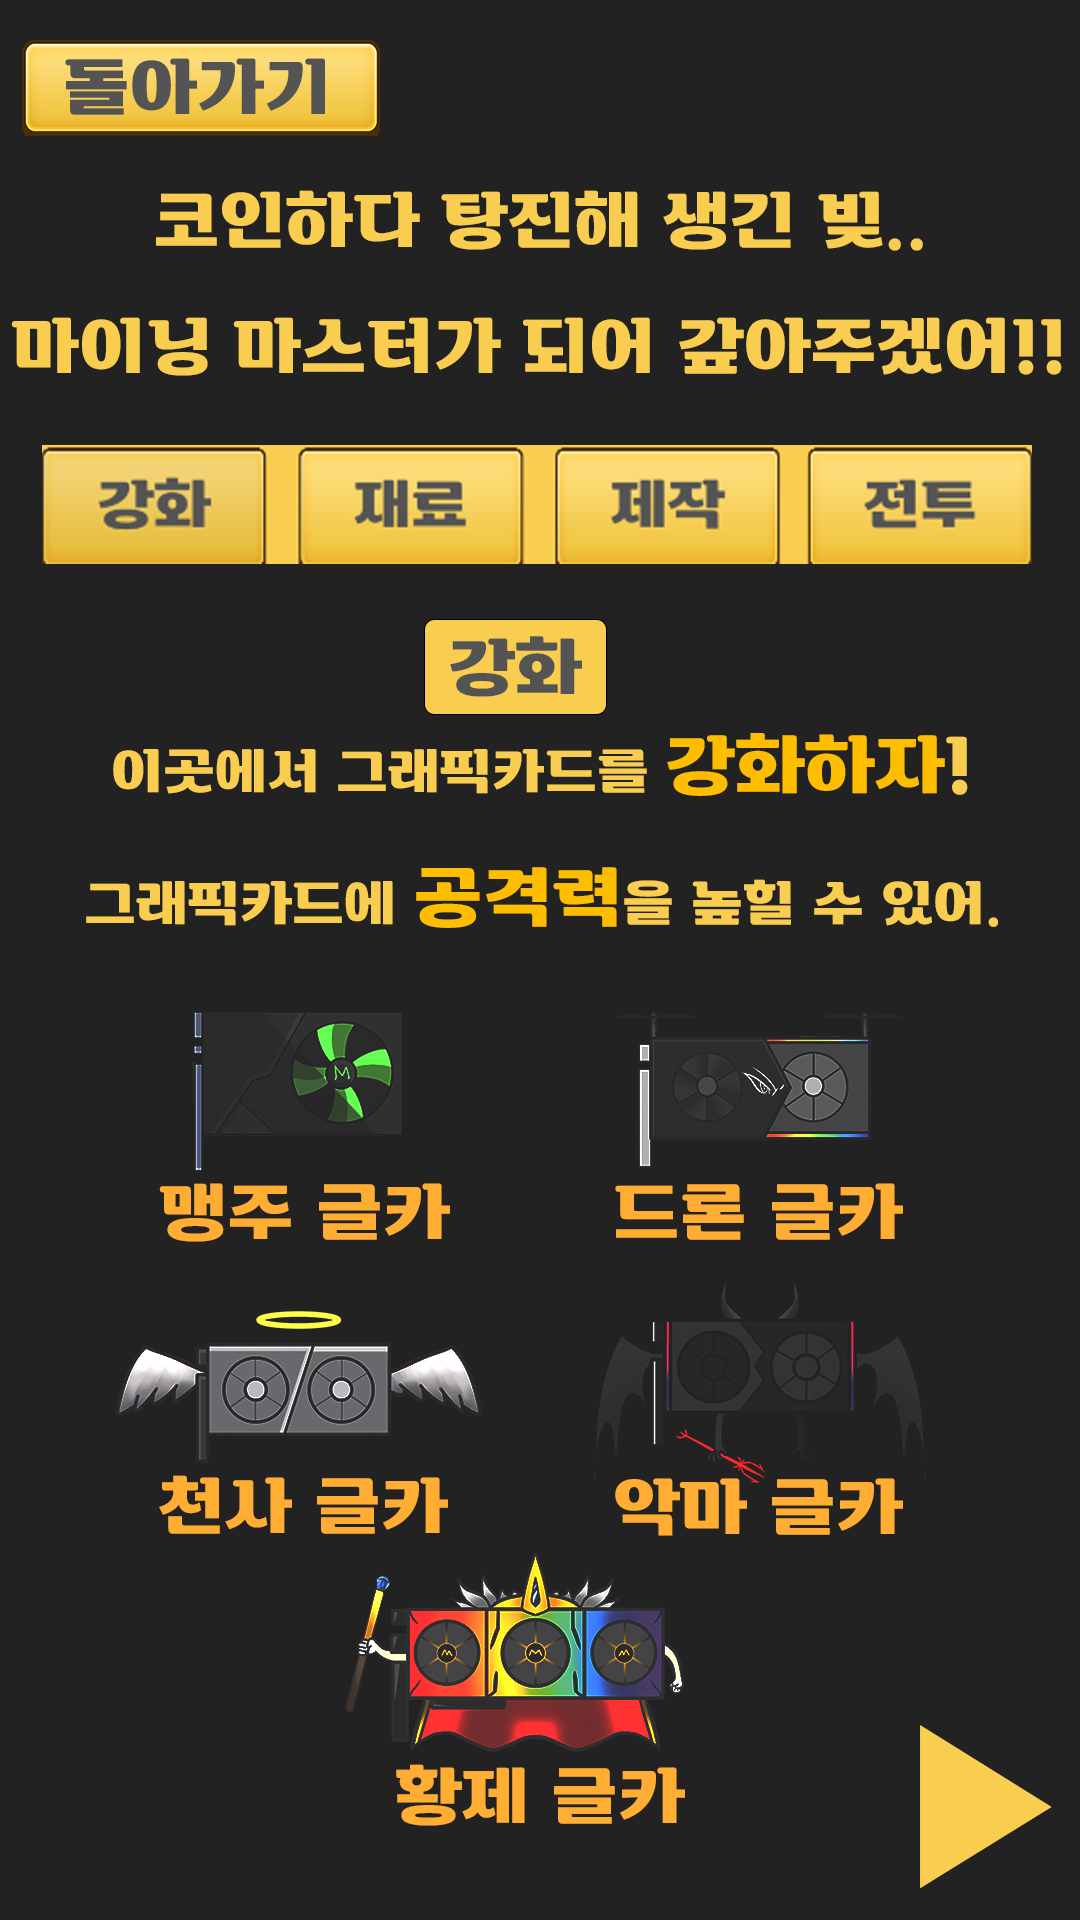 돌아가기
코인하다 탕진해 생긴 빚..
마이닝 마스터가 되어 갚아주겠어!!
강화 재료 제작 전투
강화
이곳에서 그래픽카드를 강화하자!
그래픽카드에 공격력을 높힐 수 있어.
맹주 글카 드론 글카
천사 글카 악마 글카
황제 글카